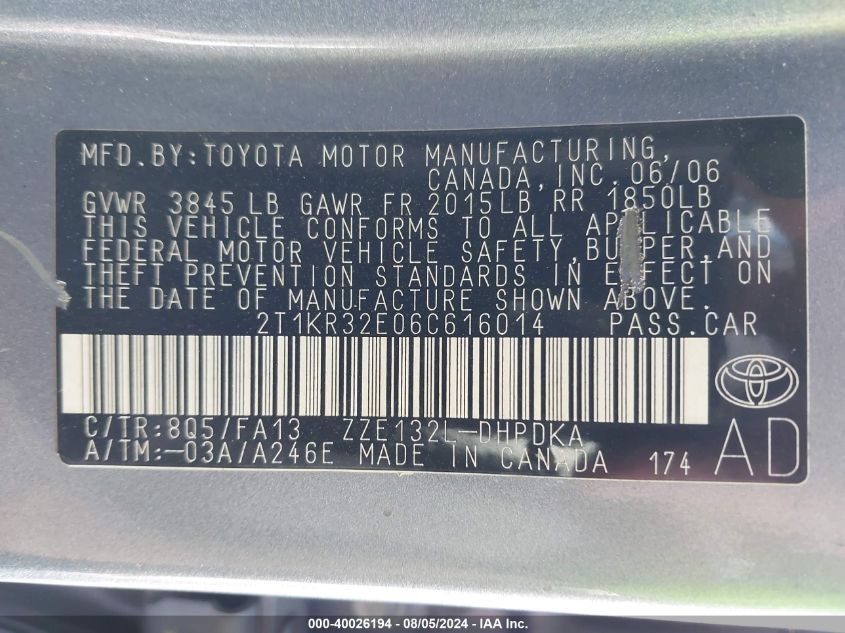 MFD.BY:TOYOTA MOTOR MANUFACTURING,
CANADA,INC. 06/06
GVWR 3845 LB GAWR FR 2015LB RR 1850LB
THIS VEHICLE CONFORMS TO ALL APPLICABLE
FEDERAL MOTOR VEHICLE SAFETY,BUMPER,AND
THEFT PREVENTION STANDARDS IN EFFECT ON
THE DATE OF MANUFACTURE SHOWN ABOVE.
2T1KR32E06C616014 PASS.CAR
C/TR:8Q5/FA13 ZZE132L-DHPDKA
A/TM:-03A/A246E MADE IN CANADA 174 AD
000-40026194 - 08/05/2024 - IAA Inc.